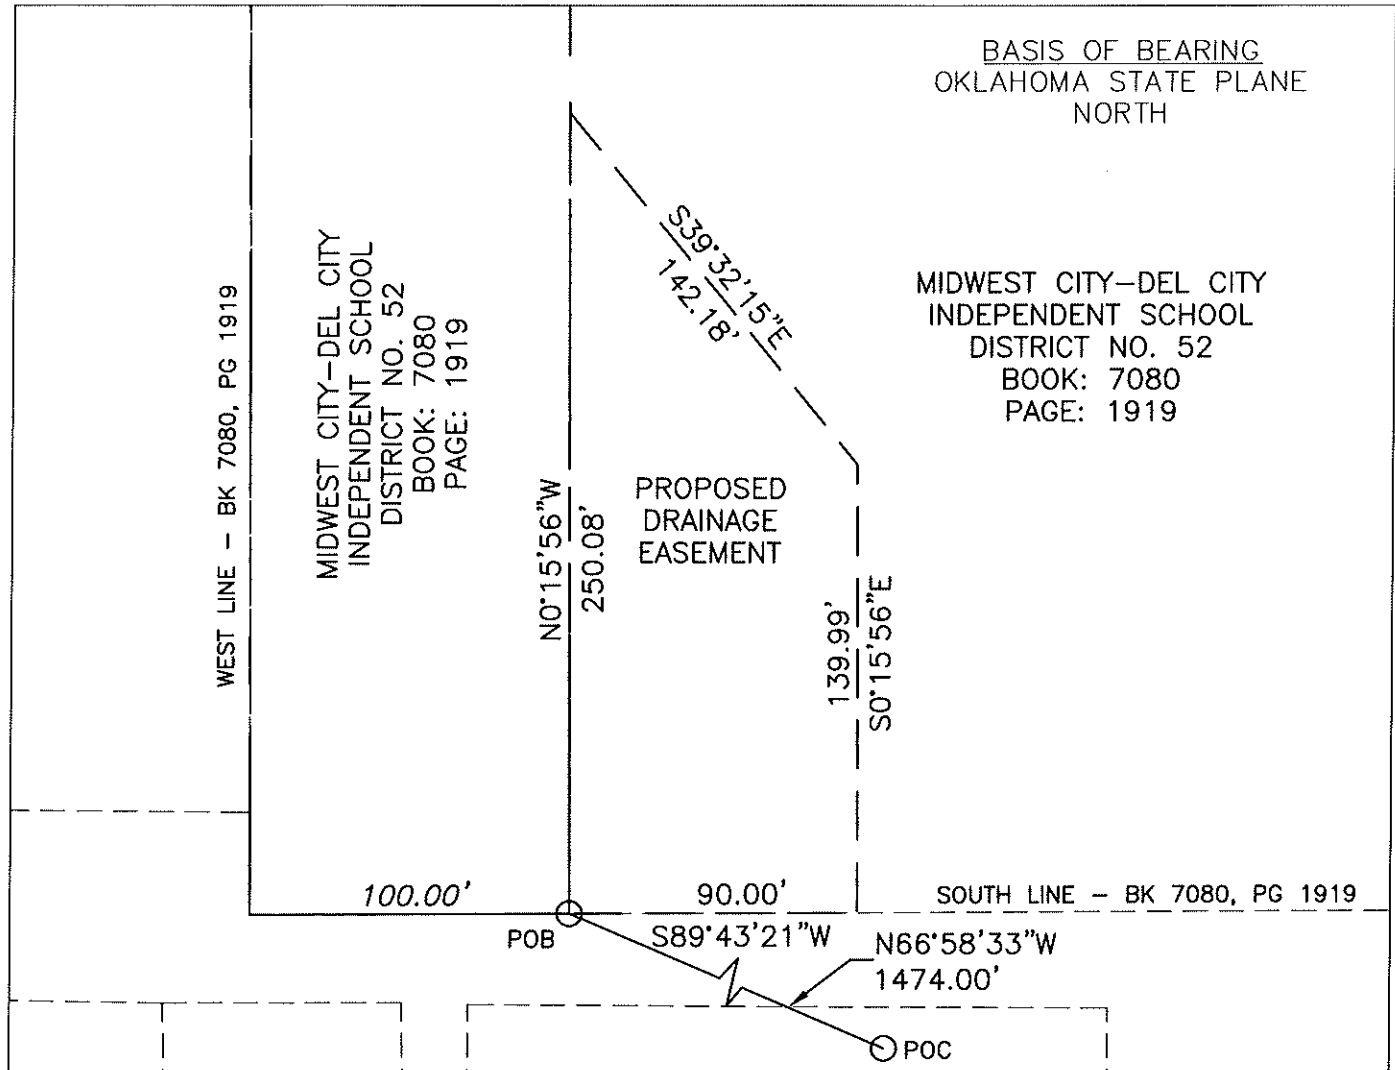 BASIS OF BEARING
OKLAHOMA STATE PLANE
NORTH
S39°32'15"E
142.18'
MIDWEST CITY-DEL CITY
INDEPENDENT SCHOOL
DISTRICT NO. 52
BOOK: 7080
PAGE: 1919
WEST LINE - BK 7080, PG 1919
MIDWEST CITY-DEL CITY
INDEPENDENT SCHOOL
DISTRICT NO. 52
BOOK: 7080
PAGE: 1919
N0°15'56"W
250.08'
PROPOSED
DRAINAGE
EASEMENT
139.99'
S0°15'56"E
100.00'
90.00'
SOUTH LINE - BK 7080, PG 1919
POB
S89°43'21"W
N66°58'33"W
1474.00'
POC